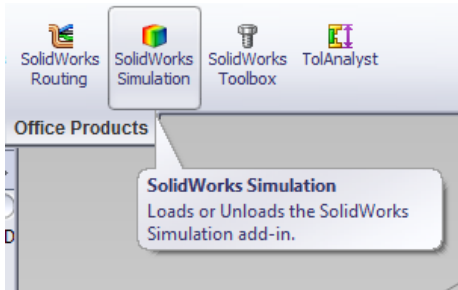 SolidWorks Routing
SolidWorks Simulation
SolidWorks Toolbox
TolAnalyst
Office Products
SolidWorks Simulation
Loads or Unloads the SolidWorks
Simulation add-in.
D